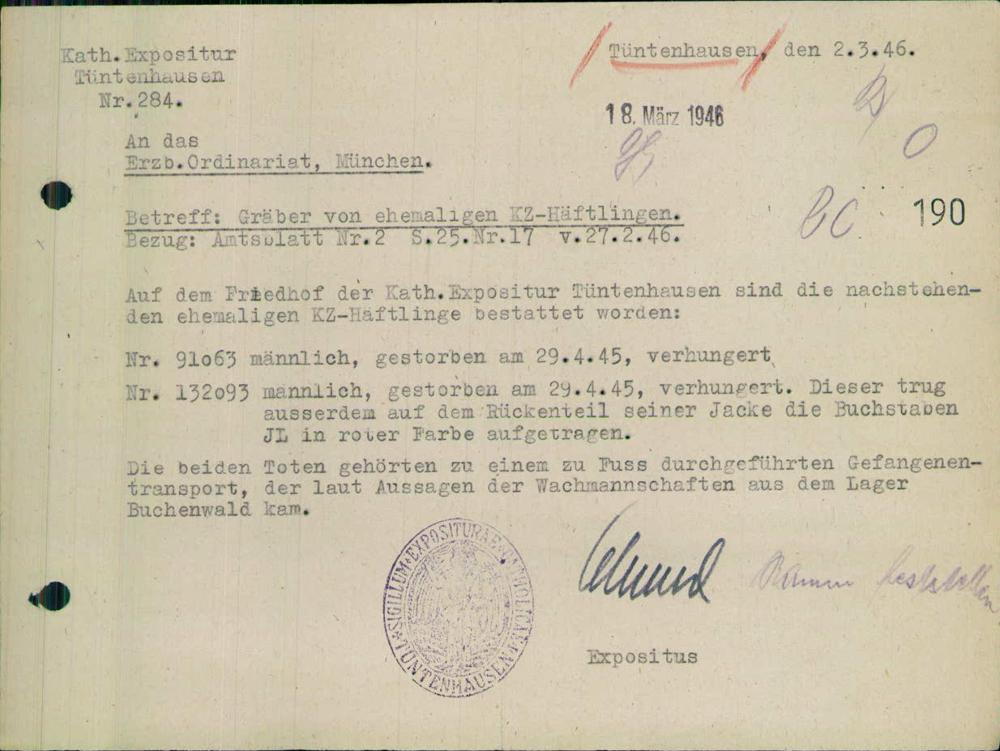 Kath.Expositur
Tüntenhausen
Nr.284.
Tüntenhausen, den 2.3.46.
18. März 1946
An das
Erzb.Ordinariat, München.
Betreff: Gräber von ehemaligen KZ-Häftlingen.
Bezug: Amtsblatt Nr.2 S.25.Nr.17 v.27.2.46.
190
Auf dem Friedhof der Kath.Expositur Tüntenhausen sind die nachstehen-
den ehemaligen KZ-Häftlinge bestattet worden:
Nr. 91o63 männlich, gestorben am 29.4.45, verhungert
Nr. 132o93 männlich, gestorben am 29.4.45, verhungert. Dieser trug
ausserdem auf dem Rückenteil seiner Jacke die Buchstaben
JL in roter Farbe aufgetragen.
Die beiden Toten gehörten zu einem zu Fuss durchgeführten Gefangenen-
transport, der laut Aussagen der Wachmannschaften aus dem Lager
Buchenwald kam.
SIGILLUM EXPOSITURAE CATHOLICAE TÜNTENHAUSEN
Expositus